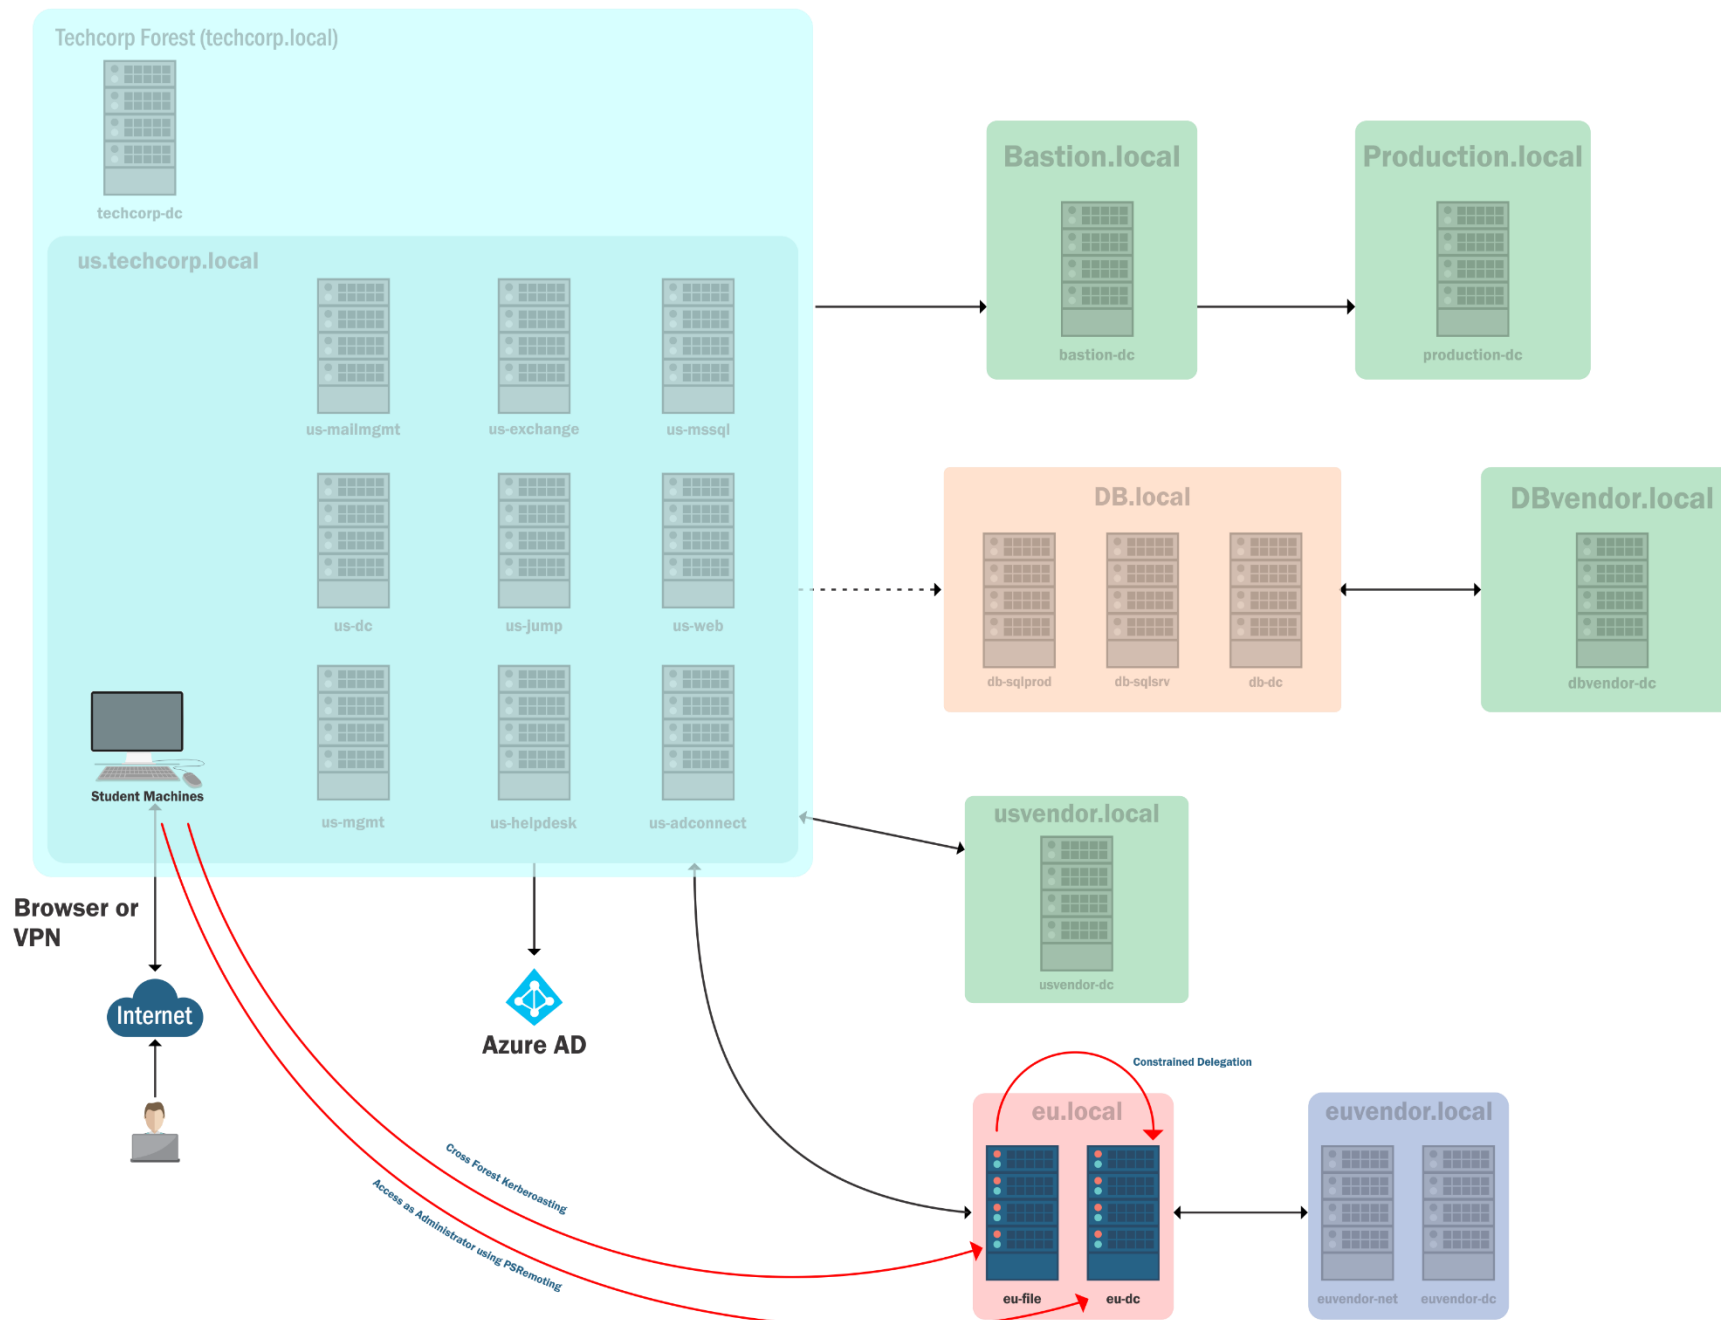 Techcorp Forest (techcorp.local)
techcorp-dc
us.techcorp.local
us-mailmgmt
us-exchange
us-mssql
us-dc
us-jump
us-web
Student Machines
us-mgmt
us-helpdesk
us-adconnect
Bastion.local
bastion-dc
Production.local
production-dc
DB.local
db-sqlprod
db-sqlsrv
db-dc
DBvendor.local
dbvendor-dc
usvendor.local
usvendor-dc
Browser or
VPN
Internet
Azure AD
Cross Forest Kerberoasting
Access as Administrator using PSRemoting
Constrained Delegation
eu.local
eu-file
eu-dc
euvendor.local
euvendor-net
euvendor-dc